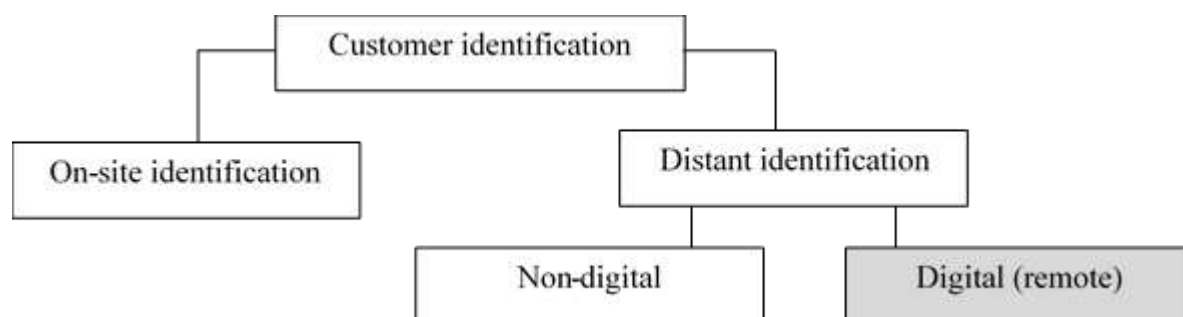 Customer identification
On-site identification
Distant identification
Non-digital
Digital (remote)